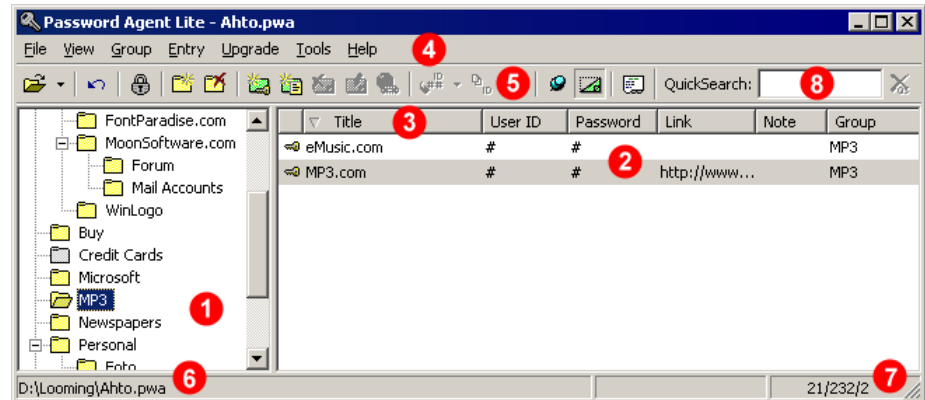 Password Agent Lite - Ahto.pwa
File View Group Entry Upgrade Tools Help 4
5 QuickSearch: 8
FontParadise.com
MoonSoftware.com
Forum
Mail Accounts
WinLogo
Buy
Credit Cards
Microsoft
MP3
Newspapers
Personal
Foto
1
Title 3 User ID Password Link Note Group
eMusic.com # # MP3
MP3.com # # 2 http://www... MP3
D:\Looming\Ahto.pwa 6 21/232/2 7